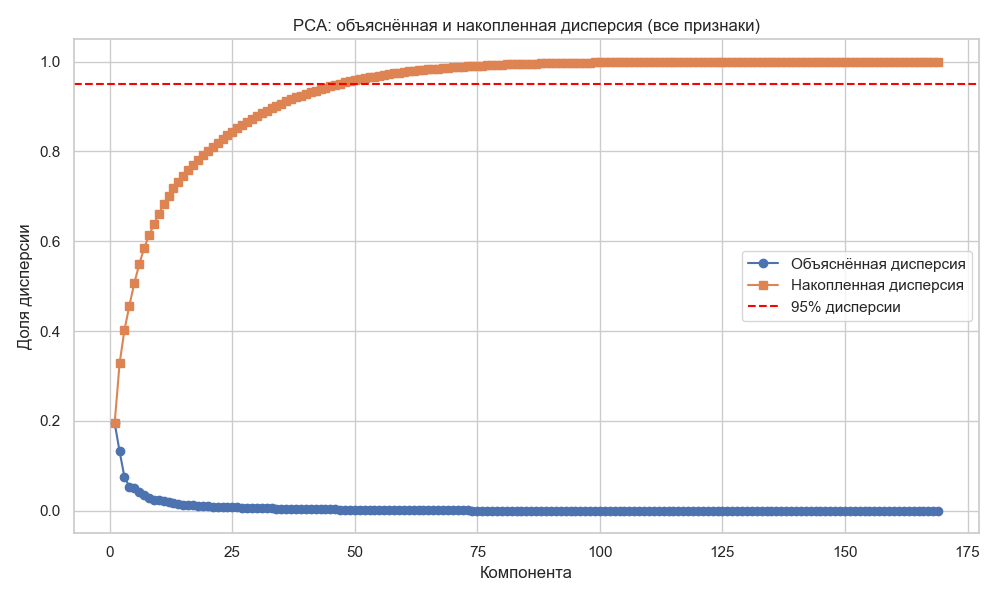 PCA: объяснённая и накопленная дисперсия (все признаки)
Доля дисперсии
1.0
0.8
0.6
0.4
0.2
0.0
Объяснённая дисперсия
Накопленная дисперсия
95% дисперсии
0 25 50 75 100 125 150 175
Компонента